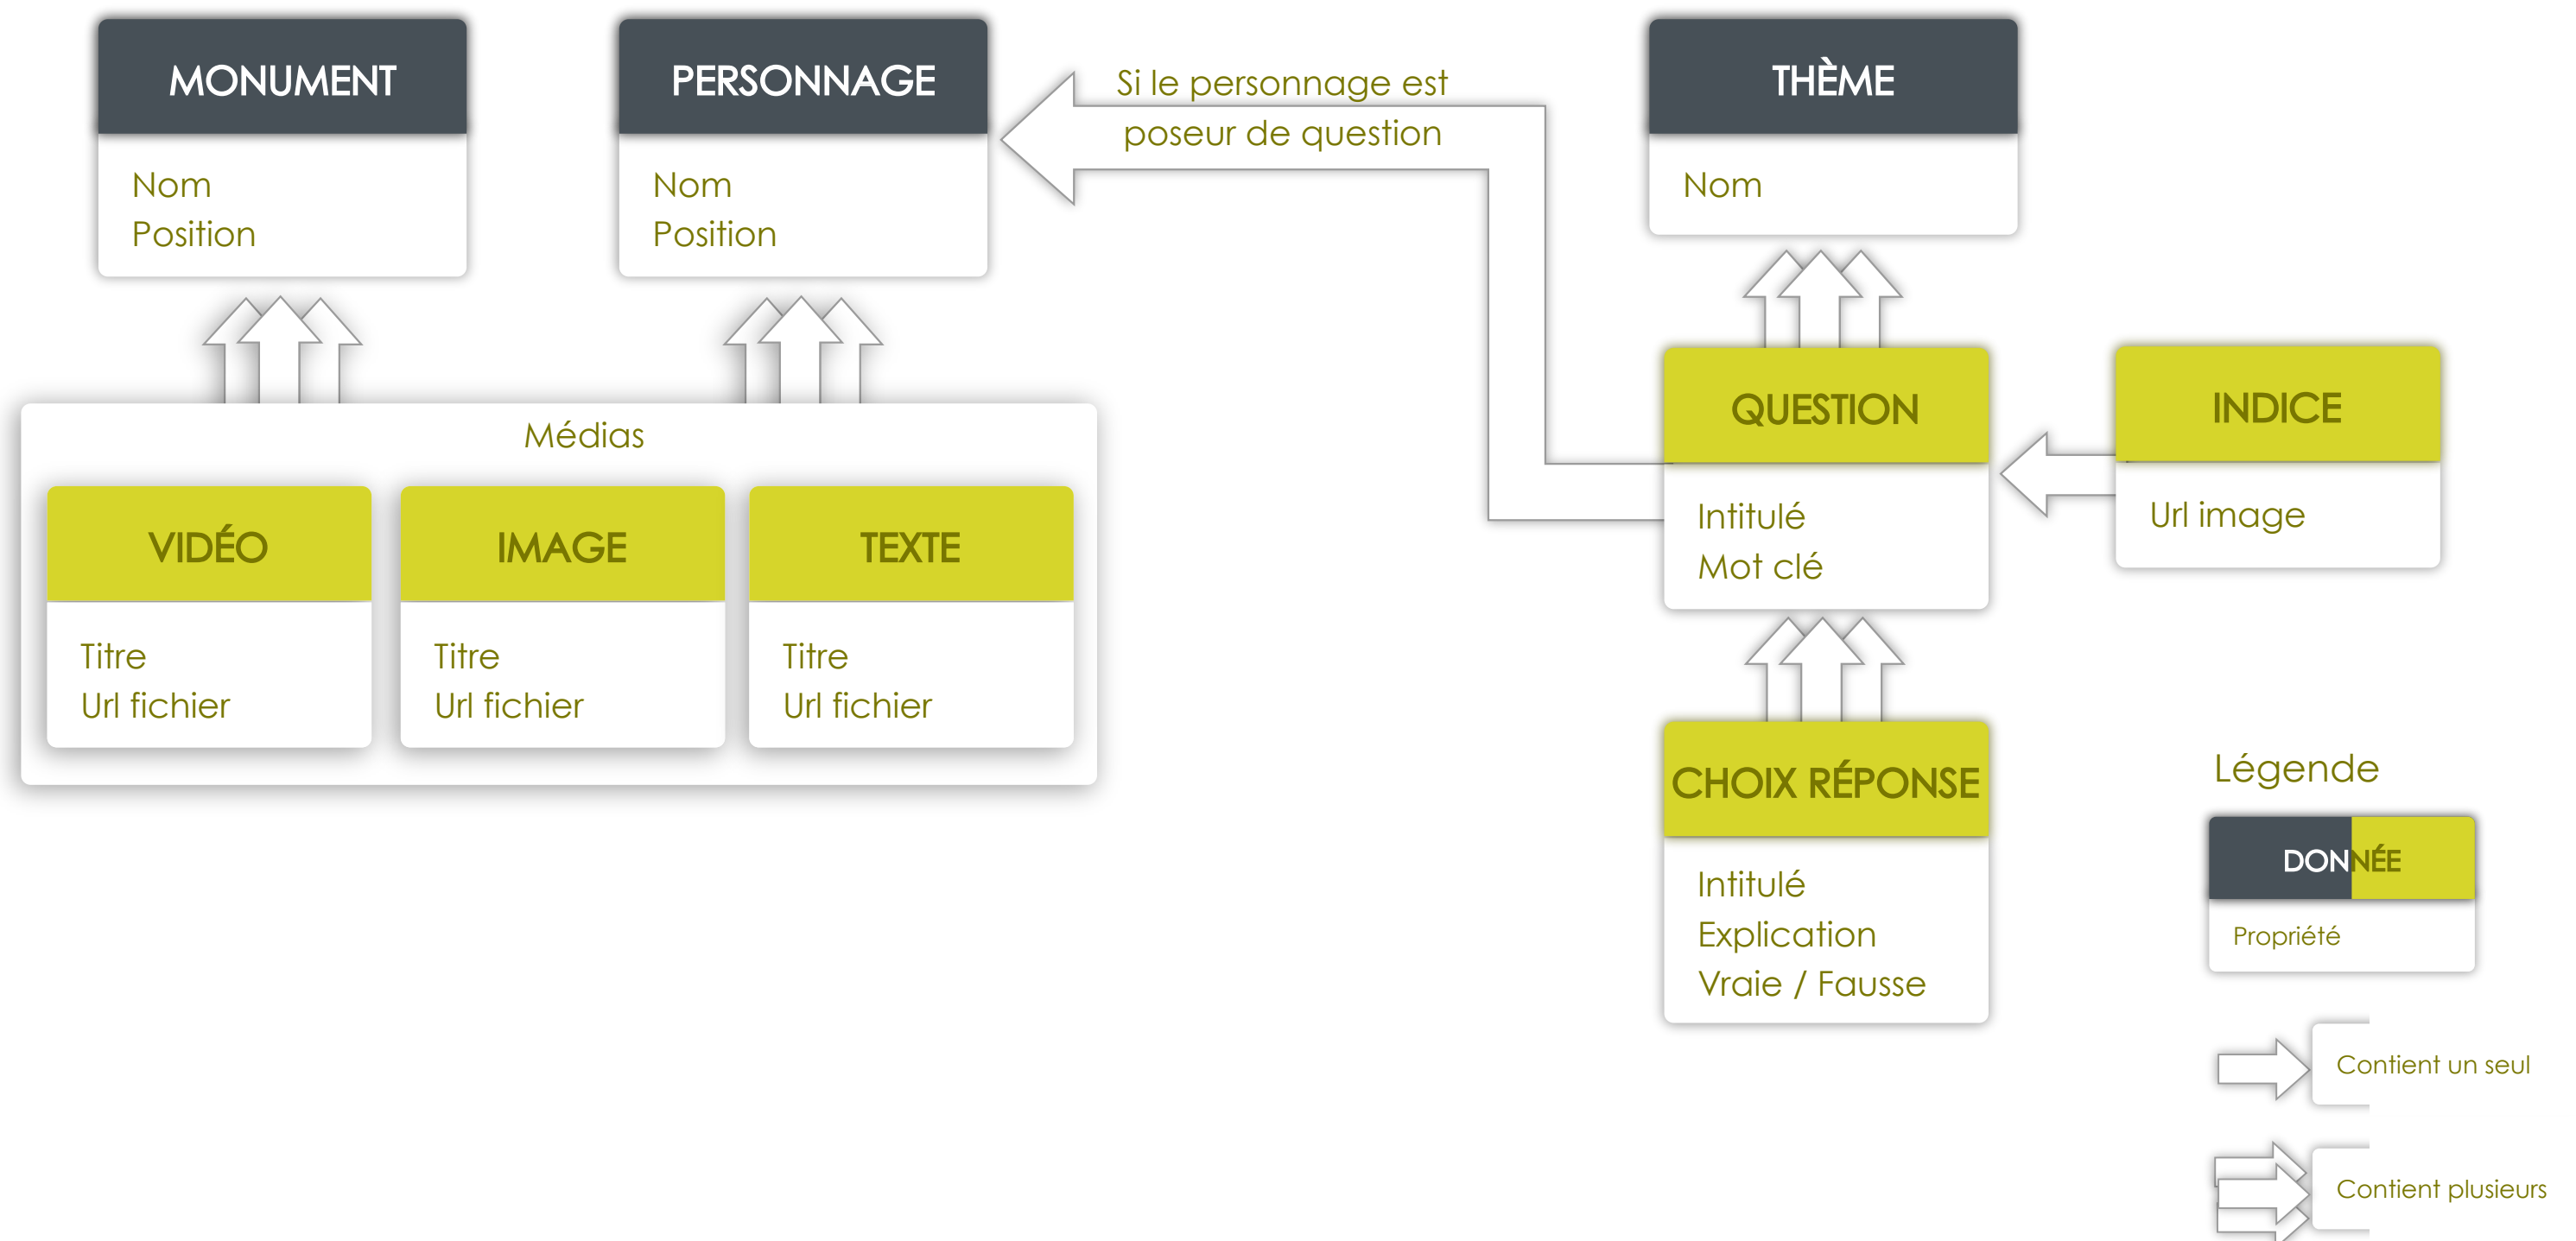 MONUMENT
Nom
Position
PERSONNAGE
Nom
Position
Si le personnage est
poseur de question
THÈME
Nom
Médias
VIDÉO
Titre
Url fichier
IMAGE
Titre
Url fichier
TEXTE
Titre
Url fichier
QUESTION
Intitulé
Mot clé
INDICE
Url image
CHOIX RÉPONSE
Intitulé
Explication
Vraie / Fausse
Légende
DONNÉE
Propriété
Contient un seul
Contient plusieurs